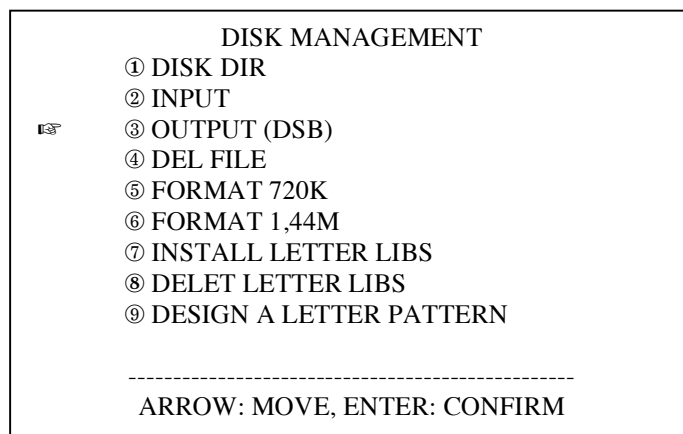 DISK MANAGEMENT
① DISK DIR
② INPUT
☞ ③ OUTPUT (DSB)
④ DEL FILE
⑤ FORMAT 720K
⑥ FORMAT 1,44M
⑦ INSTALL LETTER LIBS
⑧ DELET LETTER LIBS
⑨ DESIGN A LETTER PATTERN
--------------------------------------------------
ARROW: MOVE, ENTER: CONFIRM